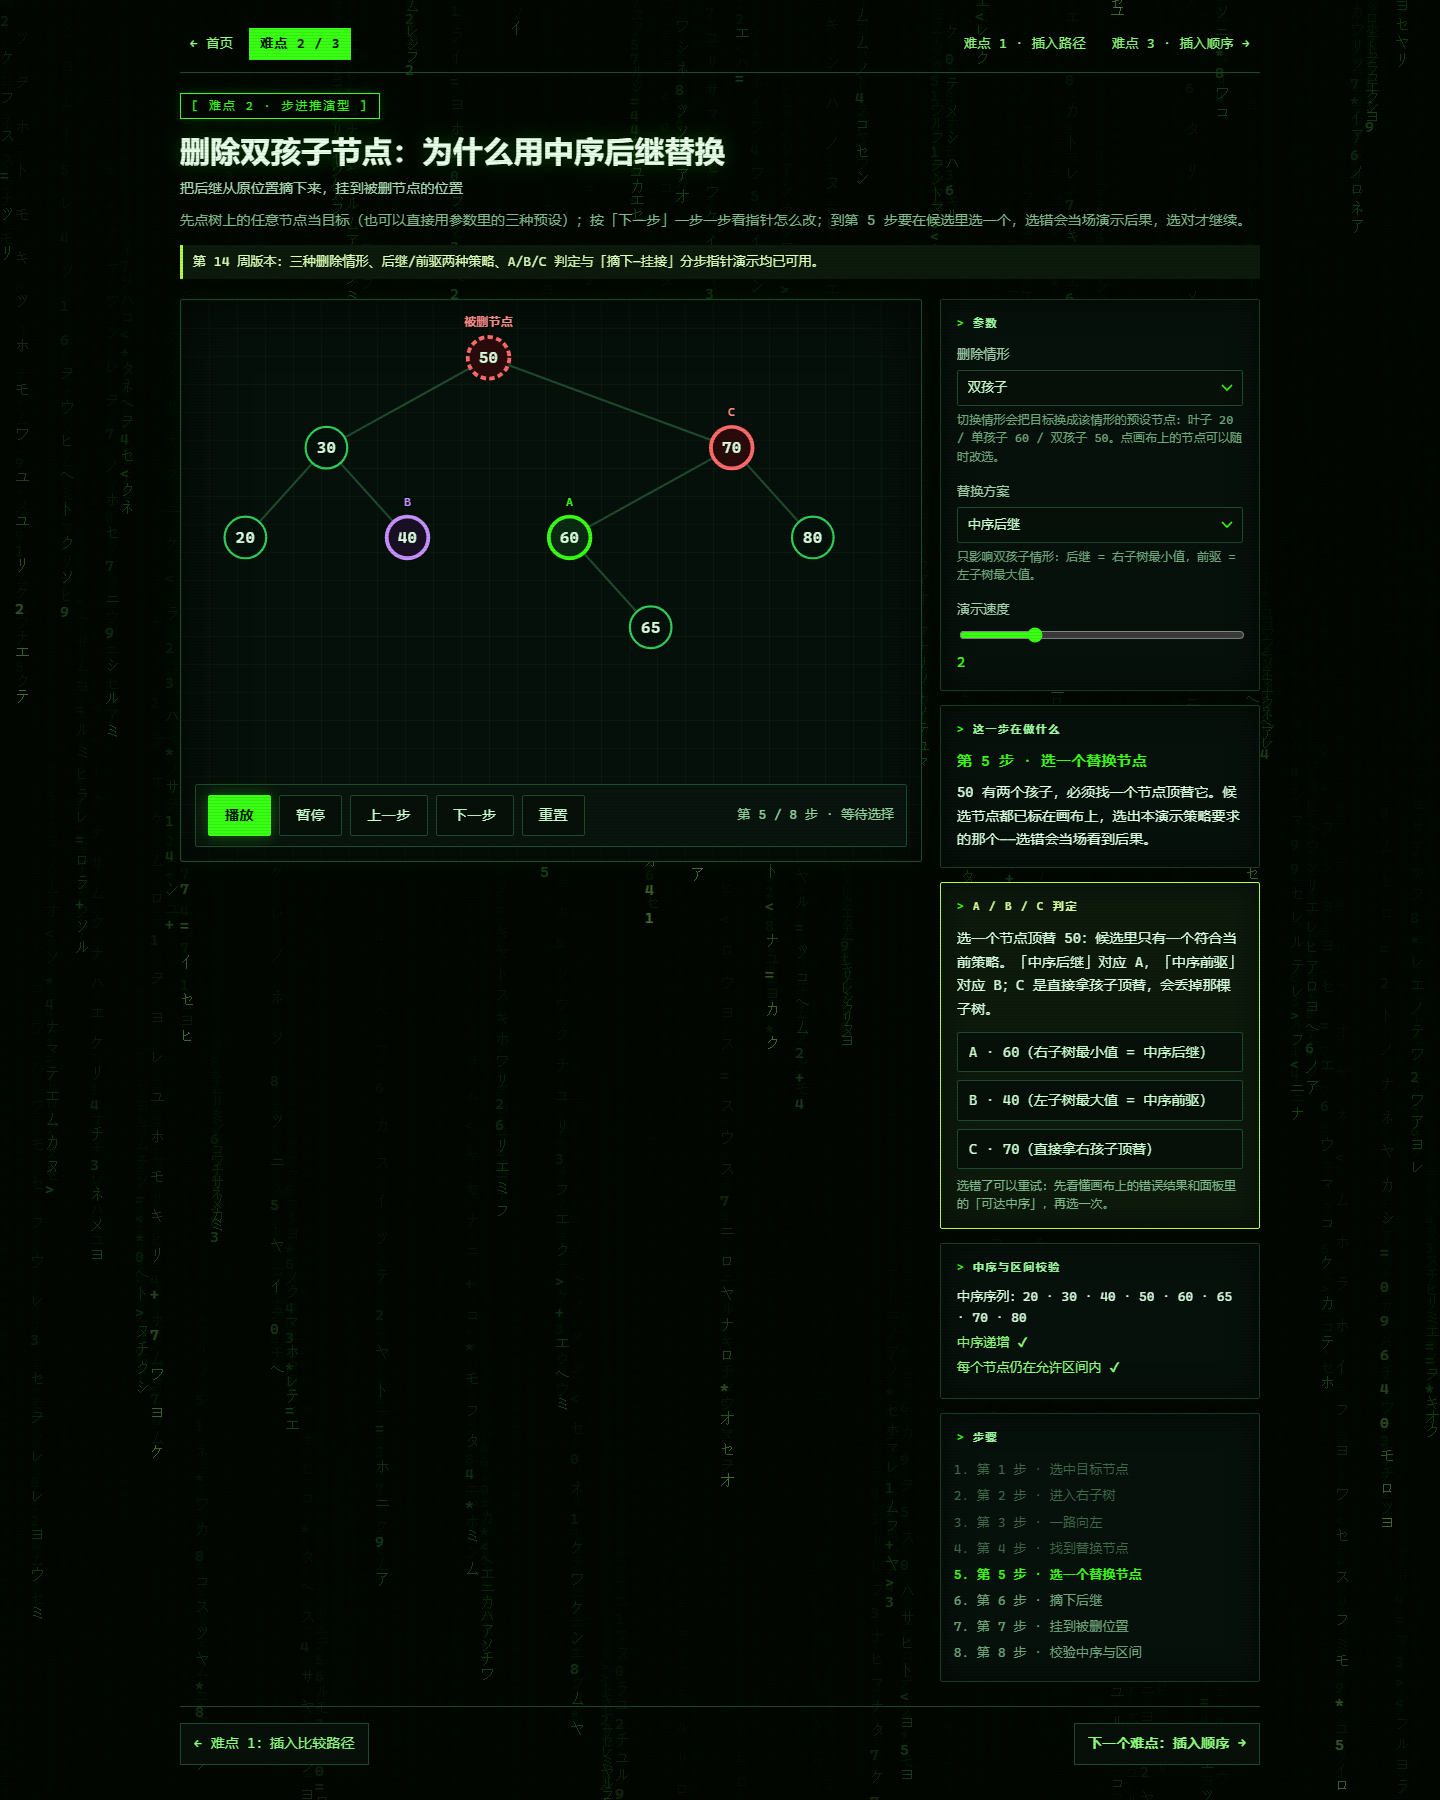 ← 首页
难点 2 / 3
难点 1 · 插入路径
难点 3 · 插入顺序 →
[ 难点 2 · 步进推演型 ]
删除双孩子节点：为什么用中序后继替换
把后继从原位置摘下来，挂到被删节点的位置
先点树上的任意节点当目标（也可以直接用参数里的三种预设）；按「下一步」一步一步看指针怎么改；到第 5 步要在候选里选一个，选错会当场演示后果，选对才继续。
第 14 周版本：三种删除情形、后继/前驱两种策略、A/B/C 判定与「摘下—挂接」分步指针演示均已可用。
被删节点
50
C
30
70
B
A
20
40
60
80
65
播放
暂停
上一步
下一步
重置
第 5 / 8 步 · 等待选择
> 参数
删除情形
双孩子
切换情形会把目标换成该情形的预设节点：叶子 20
/ 单孩子 60 / 双孩子 50。点画布上的节点可以随
时改选。
替换方案
中序后继
只影响双孩子情形：后继 = 右子树最小值，前驱 =
左子树最大值。
演示速度
2
> 这一步在做什么
第 5 步 · 选一个替换节点
50 有两个孩子，必须找一个节点顶替它。候
选节点都已标在画布上，选出本演示策略要求
的那个——选错会当场看到后果。
> A / B / C 判定
选一个节点顶替 50：候选里只有一个符合当
前策略。「中序后继」对应 A，「中序前驱」
对应 B；C 是直接拿孩子顶替，会丢掉那棵
子树。
A · 60（右子树最小值 = 中序后继）
B · 40（左子树最大值 = 中序前驱）
C · 70（直接拿右孩子顶替）
选错了可以重试：先看懂画布上的错误结果和面板里
的「可达中序」，再选一次。
> 中序与区间校验
中序序列：20 · 30 · 40 · 50 · 60 · 65
· 70 · 80
中序递增 ✓
每个节点仍在允许区间内 ✓
> 步骤
1. 第 1 步 · 选中目标节点
2. 第 2 步 · 进入右子树
3. 第 3 步 · 一路向左
4. 第 4 步 · 找到替换节点
5. 第 5 步 · 选一个替换节点
6. 第 6 步 · 摘下后继
7. 第 7 步 · 挂到被删位置
8. 第 8 步 · 校验中序与区间
← 难点 1：插入比较路径
下一个难点：插入顺序 →